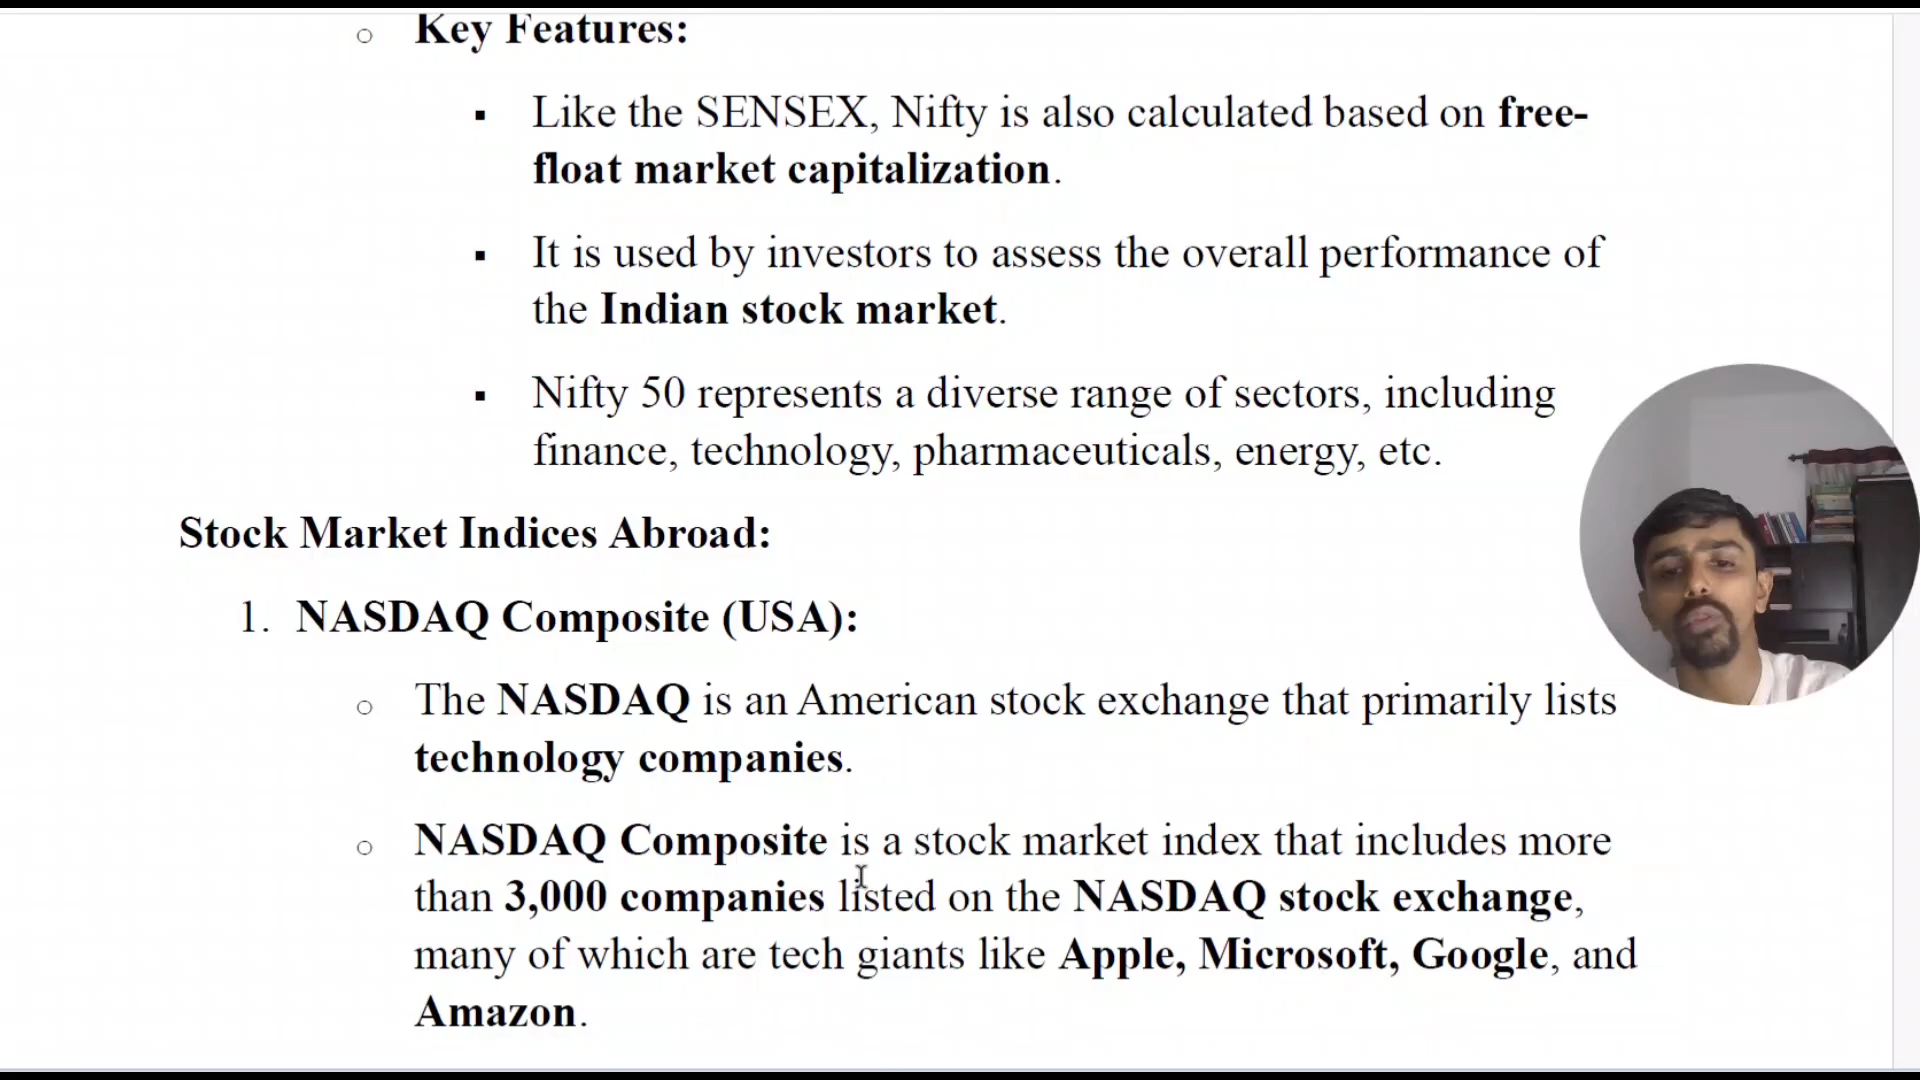 Key Features:
Like the SENSEX, Nifty is also calculated based on free-
float market capitalization.
It is used by investors to assess the overall performance of
the Indian stock market.
Nifty 50 represents a diverse range of sectors, including
finance, technology, pharmaceuticals, energy, etc.
Stock Market Indices Abroad:
1. NASDAQ Composite (USA):
The NASDAQ is an American stock exchange that primarily lists
technology companies.
NASDAQ Composite is a stock market index that includes more
than 3,000 companies listed on the NASDAQ stock exchange,
many of which are tech giants like Apple, Microsoft, Google, and
Amazon.